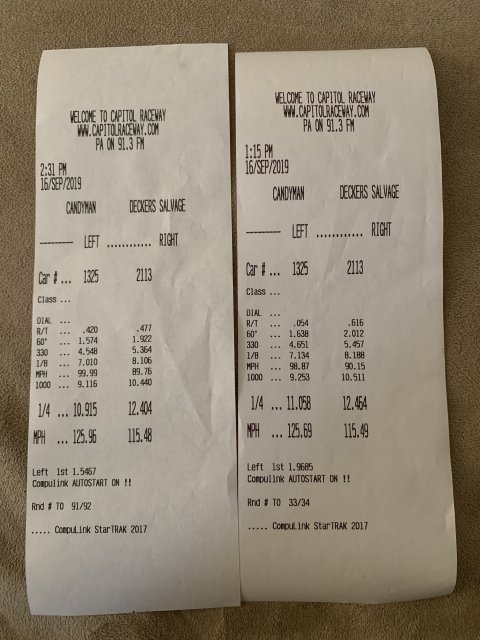 WELCOME TO CAPITOL RACEWAY
WWW.CAPITOLRACEWAY.COM
PA ON 91.3 FM
2:31 PM
16/SEP/2019
CANDYMAN DECKERS SALVAGE
--------- LEFT ............ RIGHT
Car # ... 1325 2113
Class ...
DIAL ...
R/T ... .420 .477
60' ... 1.574 1.922
330 ... 4.548 5.364
1/8 ... 7.010 8.106
MPH ... 99.99 89.76
1000 ... 9.116 10.440
1/4 ... 10.915 12.404
MPH ... 125.96 115.48
Left 1st 1.5467
Compulink AUTOSTART ON !!
Rnd # TO 91/92
..... CompuLink StarTRAK 2017
WELCOME TO CAPITOL RACEWAY
WWW.CAPITOLRACEWAY.COM
PA ON 91.3 FM
1:15 PM
16/SEP/2019
CANDYMAN DECKERS SALVAGE
--------- LEFT ............ RIGHT
Car # ... 1325 2113
Class ...
DIAL ...
R/T ... .054 .616
60' ... 1.638 2.012
330 ... 4.651 5.457
1/8 ... 7.134 8.188
MPH ... 98.87 90.15
1000 ... 9.253 10.511
1/4 ... 11.058 12.464
MPH ... 125.69 115.49
Left 1st 1.9685
Compulink AUTOSTART ON !!
Rnd # TO 33/34
..... CompuLink StarTRAK 2017